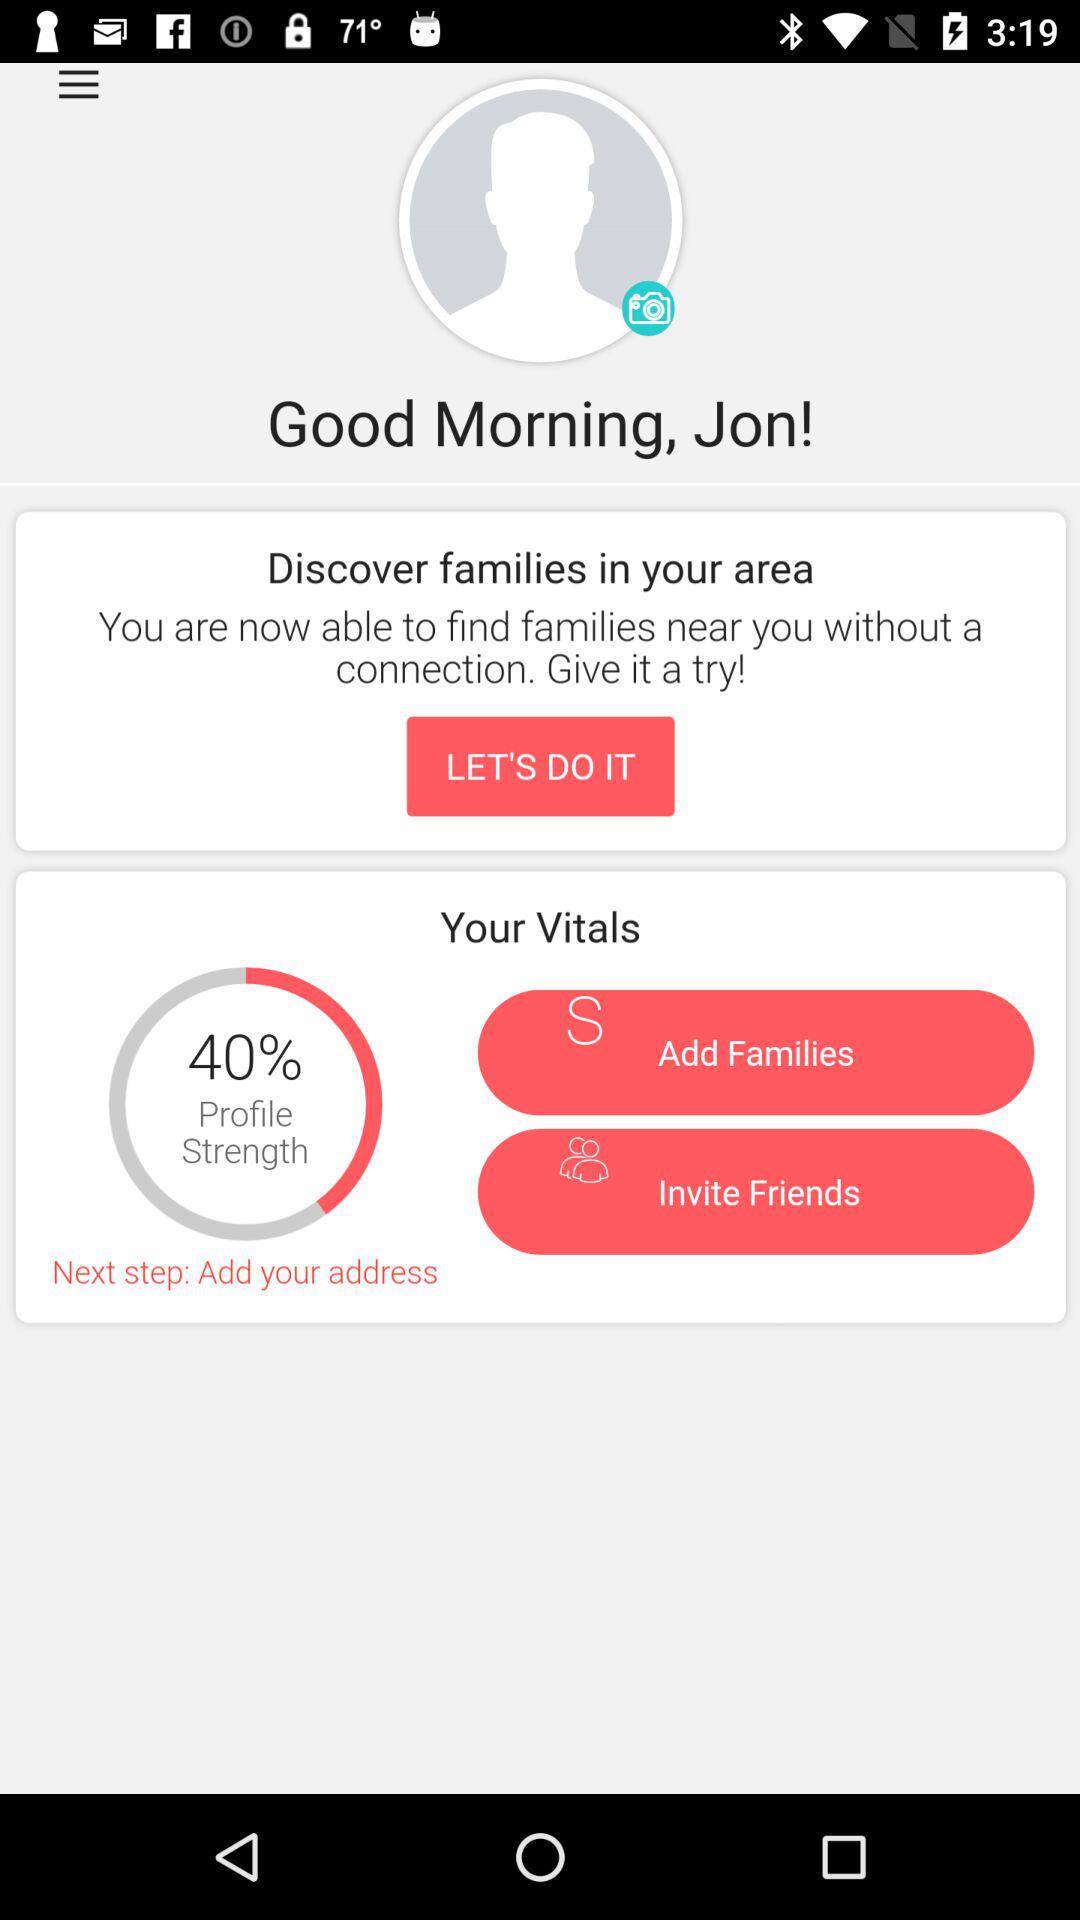 71° 3:19
Good Morning, Jon!
Discover families in your area
You are now able to find families near you without a
connection. Give it a try!
LET'S DO IT
Your Vitals
40%
Profile
Strength
Next step: Add your address
S
Add Families
Invite Friends